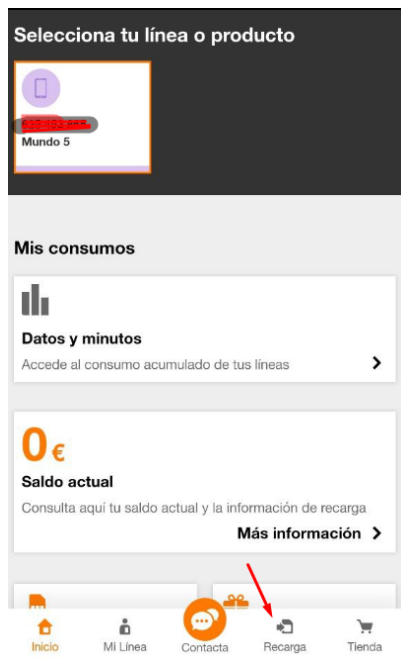 Selecciona tu línea o producto
Mundo 5
Mis consumos
Datos y minutos
Accede al consumo acumulado de tus líneas
0 €
Saldo actual
Consulta aquí tu saldo actual y la información de recarga
Más información
Inicio
Mi Línea
Contacta
Recarga
Tienda